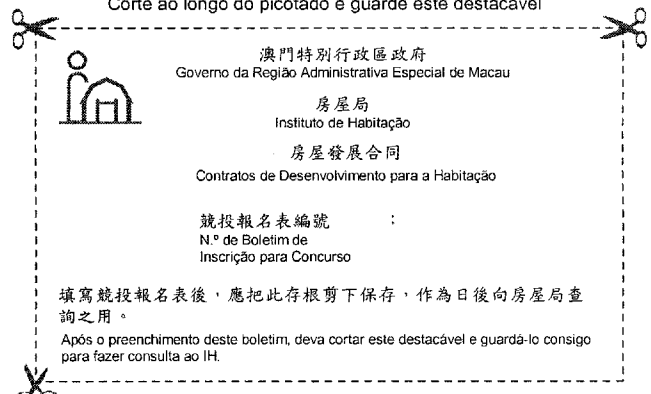 Corte ao longo do picotado e guarde este destacável
澳門特別行政區政府
Governo da Região Administrativa Especial de Macau
房屋局
Instituto de Habitação
房屋發展合同
Contratos de Desenvolvimento para a Habitação
競投報名表編號 :
N.º de Boletim de
Inscrição para Concurso
填寫競投報名表後，應把此存根剪下保存，作為日後向房屋局查
詢之用。
Após o preenchimento deste boletim, deva cortar este destacável e guardá-lo consigo
para fazer consulta ao IH.